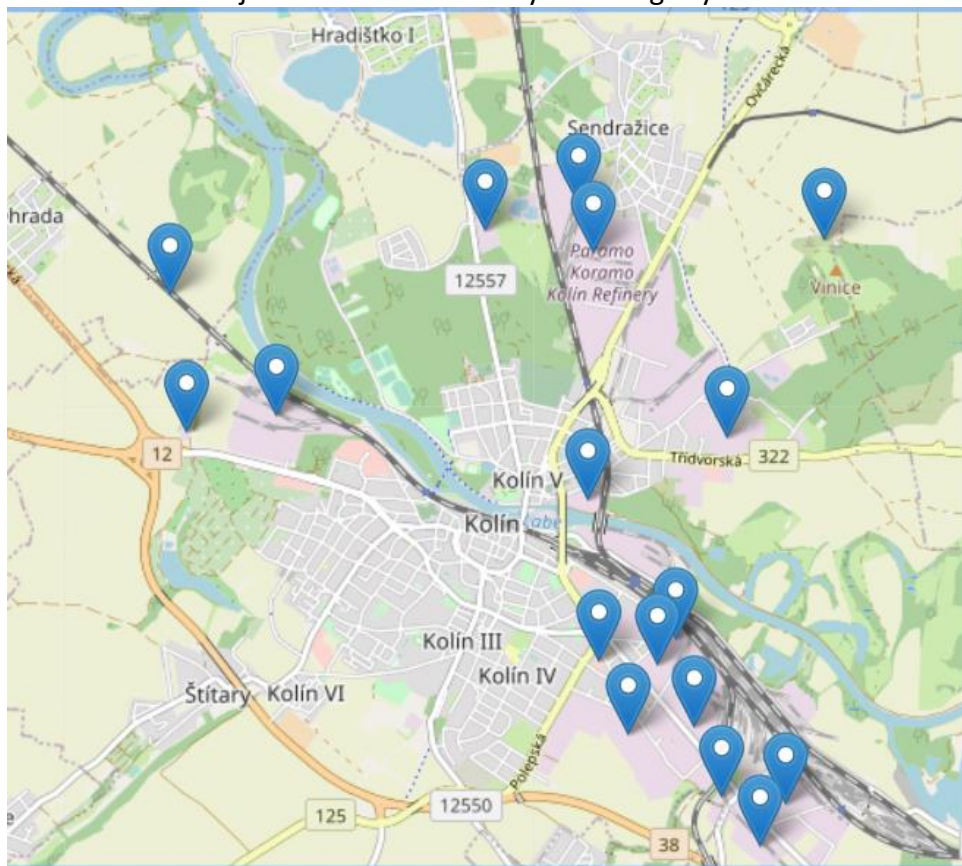 Hradišťko I
Ovčárecká
Sendražice
hrada
12557
Paramo
Koramo
Kolín Refinery
Vinice
12
Třídvorská
322
Kolín V
Kolín
Labe
Kolín III
Kolín IV
Štítary
Kolín VI
Polepská
125
12550
38